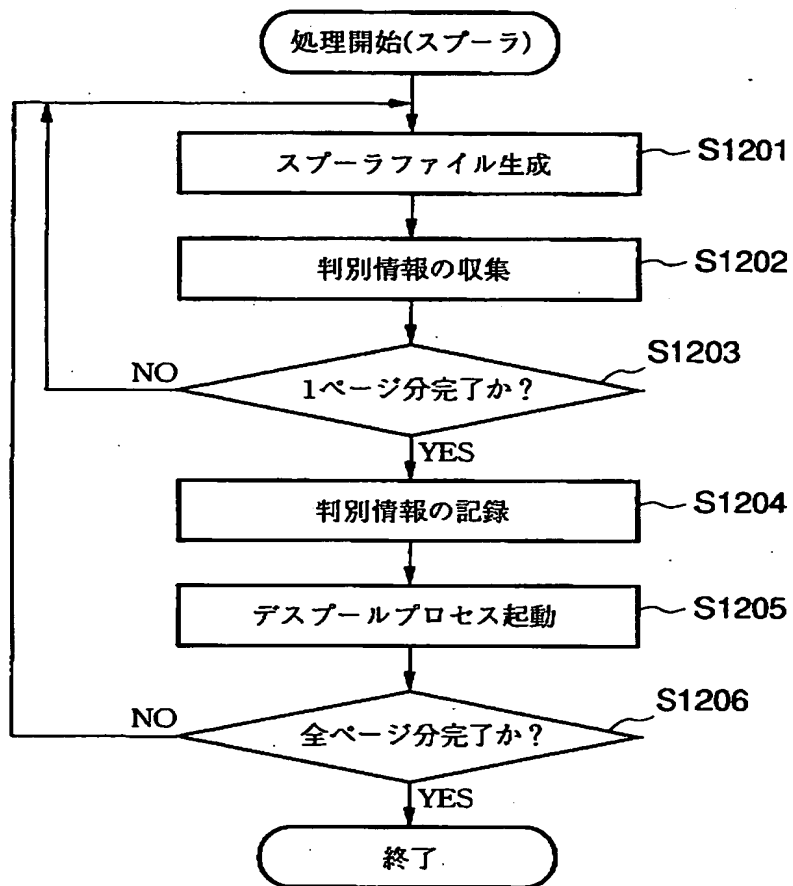 処理開始(スプーラ)
スプーラファイル生成
S1201
判別情報の収集
S1202
1ページ分完了か?
S1203
NO
YES
判別情報の記録
S1204
デスプールプロセス起動
S1205
全ページ分完了か?
S1206
NO
YES
終了